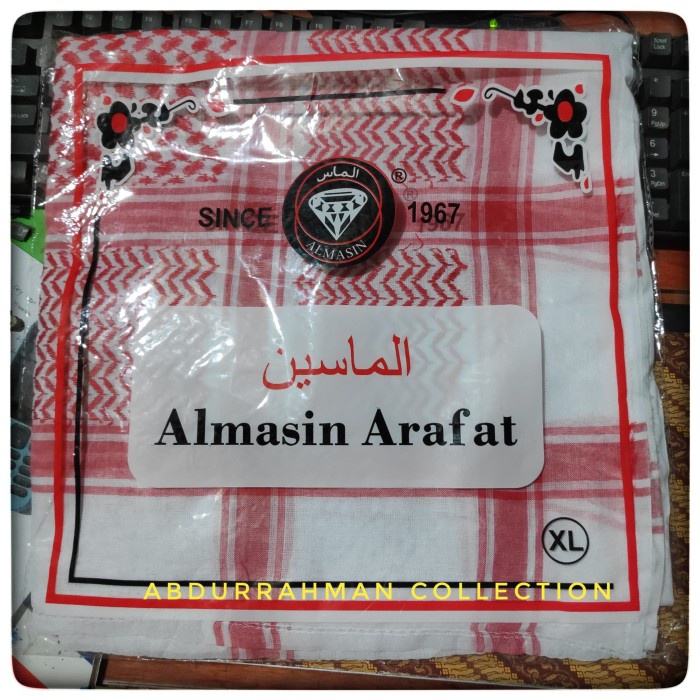 الماس
®
SINCE
1967
ALMASIN
الماسين
Almasin Arafat
XL
ABDURRAHMAN COLLECTION